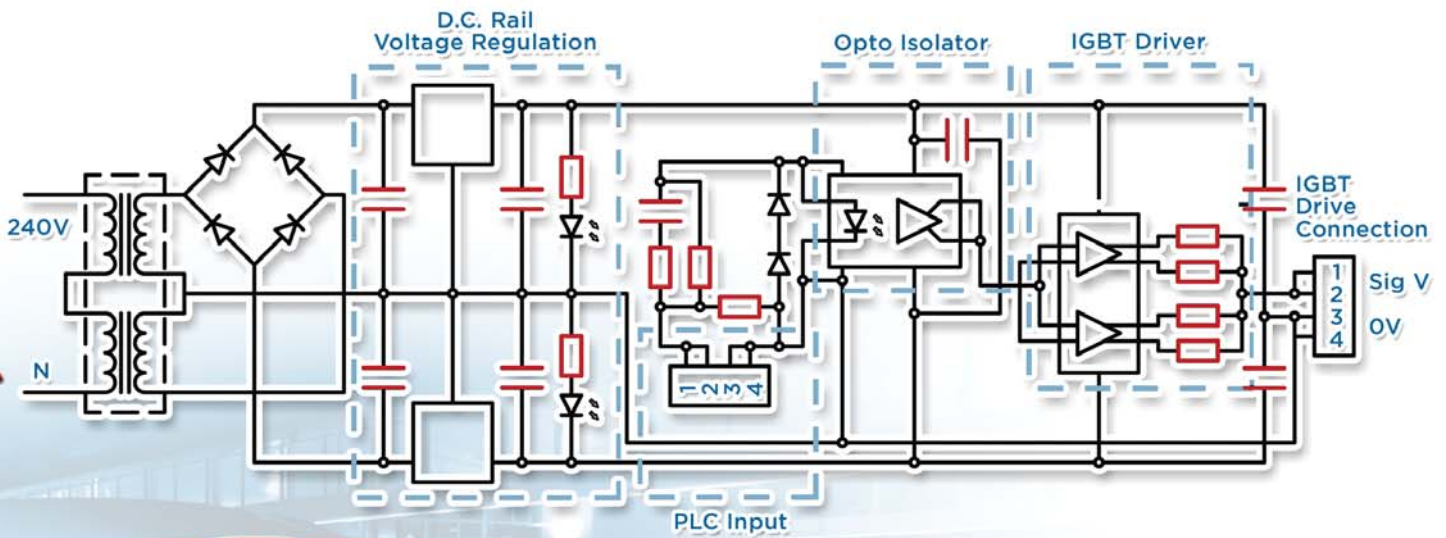 D.C. Rail
Voltage Regulation
Opto Isolator
IGBT Driver
240V
N
IGBT
Drive
Connection
1
2
3
4
Sig V
0V
1
2
3
4
PLC Input